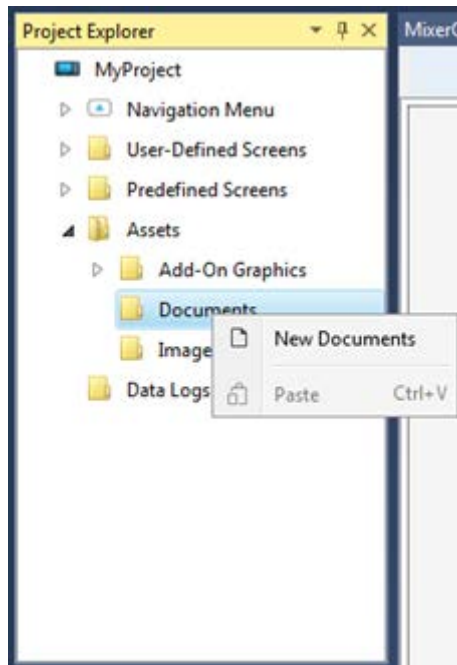 Project Explorer
MixerC
MyProject
Navigation Menu
User-Defined Screens
Predefined Screens
Assets
Add-On Graphics
Documents
New Documents
Image
Data Logs
Paste Ctrl+V